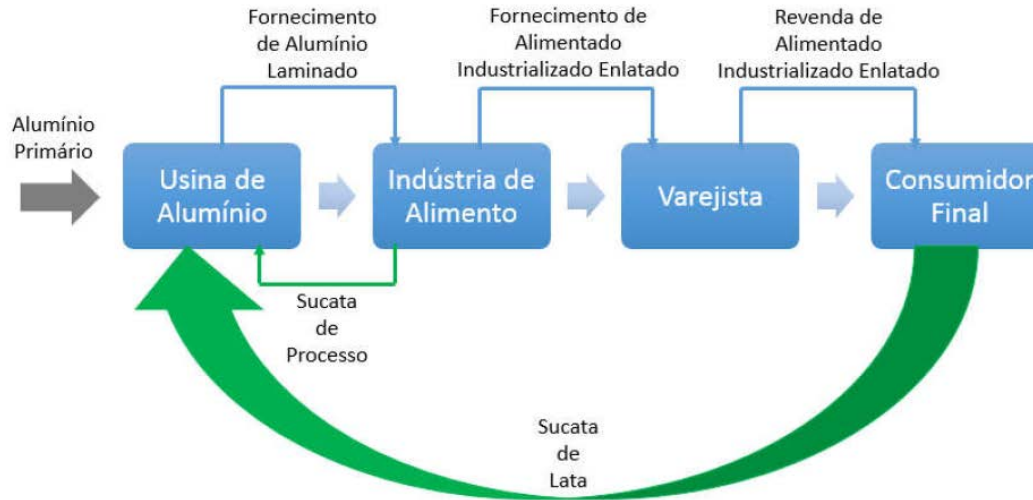 Fornecimento
de Alumínio
Laminado
Fornecimento de
Alimentado
Industrializado Enlatado
Revenda de
Alimentado
Industrializado Enlatado
Alumínio
Primário
Usina de
Alumínio
Indústria de
Alimento
Varejista
Consumidor
Final
Sucata
de
Processo
Sucata
de
Lata